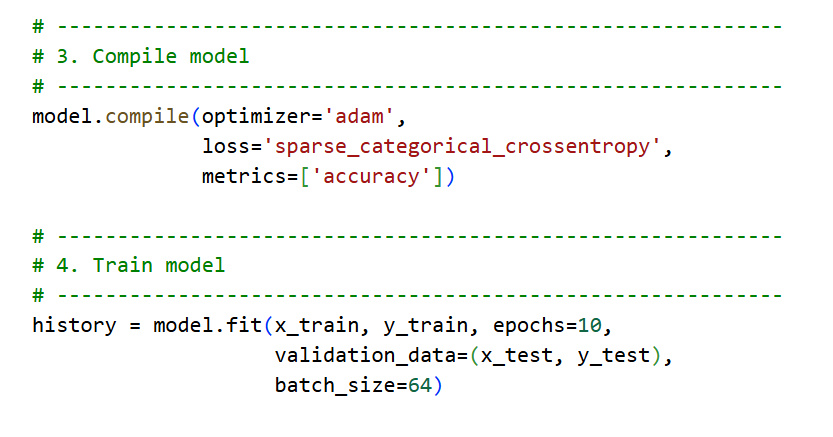 # ------------------------------------------------------------
# 3. Compile model
# ------------------------------------------------------------
model.compile(optimizer='adam',
              loss='sparse_categorical_crossentropy',
              metrics=['accuracy'])
# ------------------------------------------------------------
# 4. Train model
# ------------------------------------------------------------
history = model.fit(x_train, y_train, epochs=10,
                    validation_data=(x_test, y_test),
                    batch_size=64)